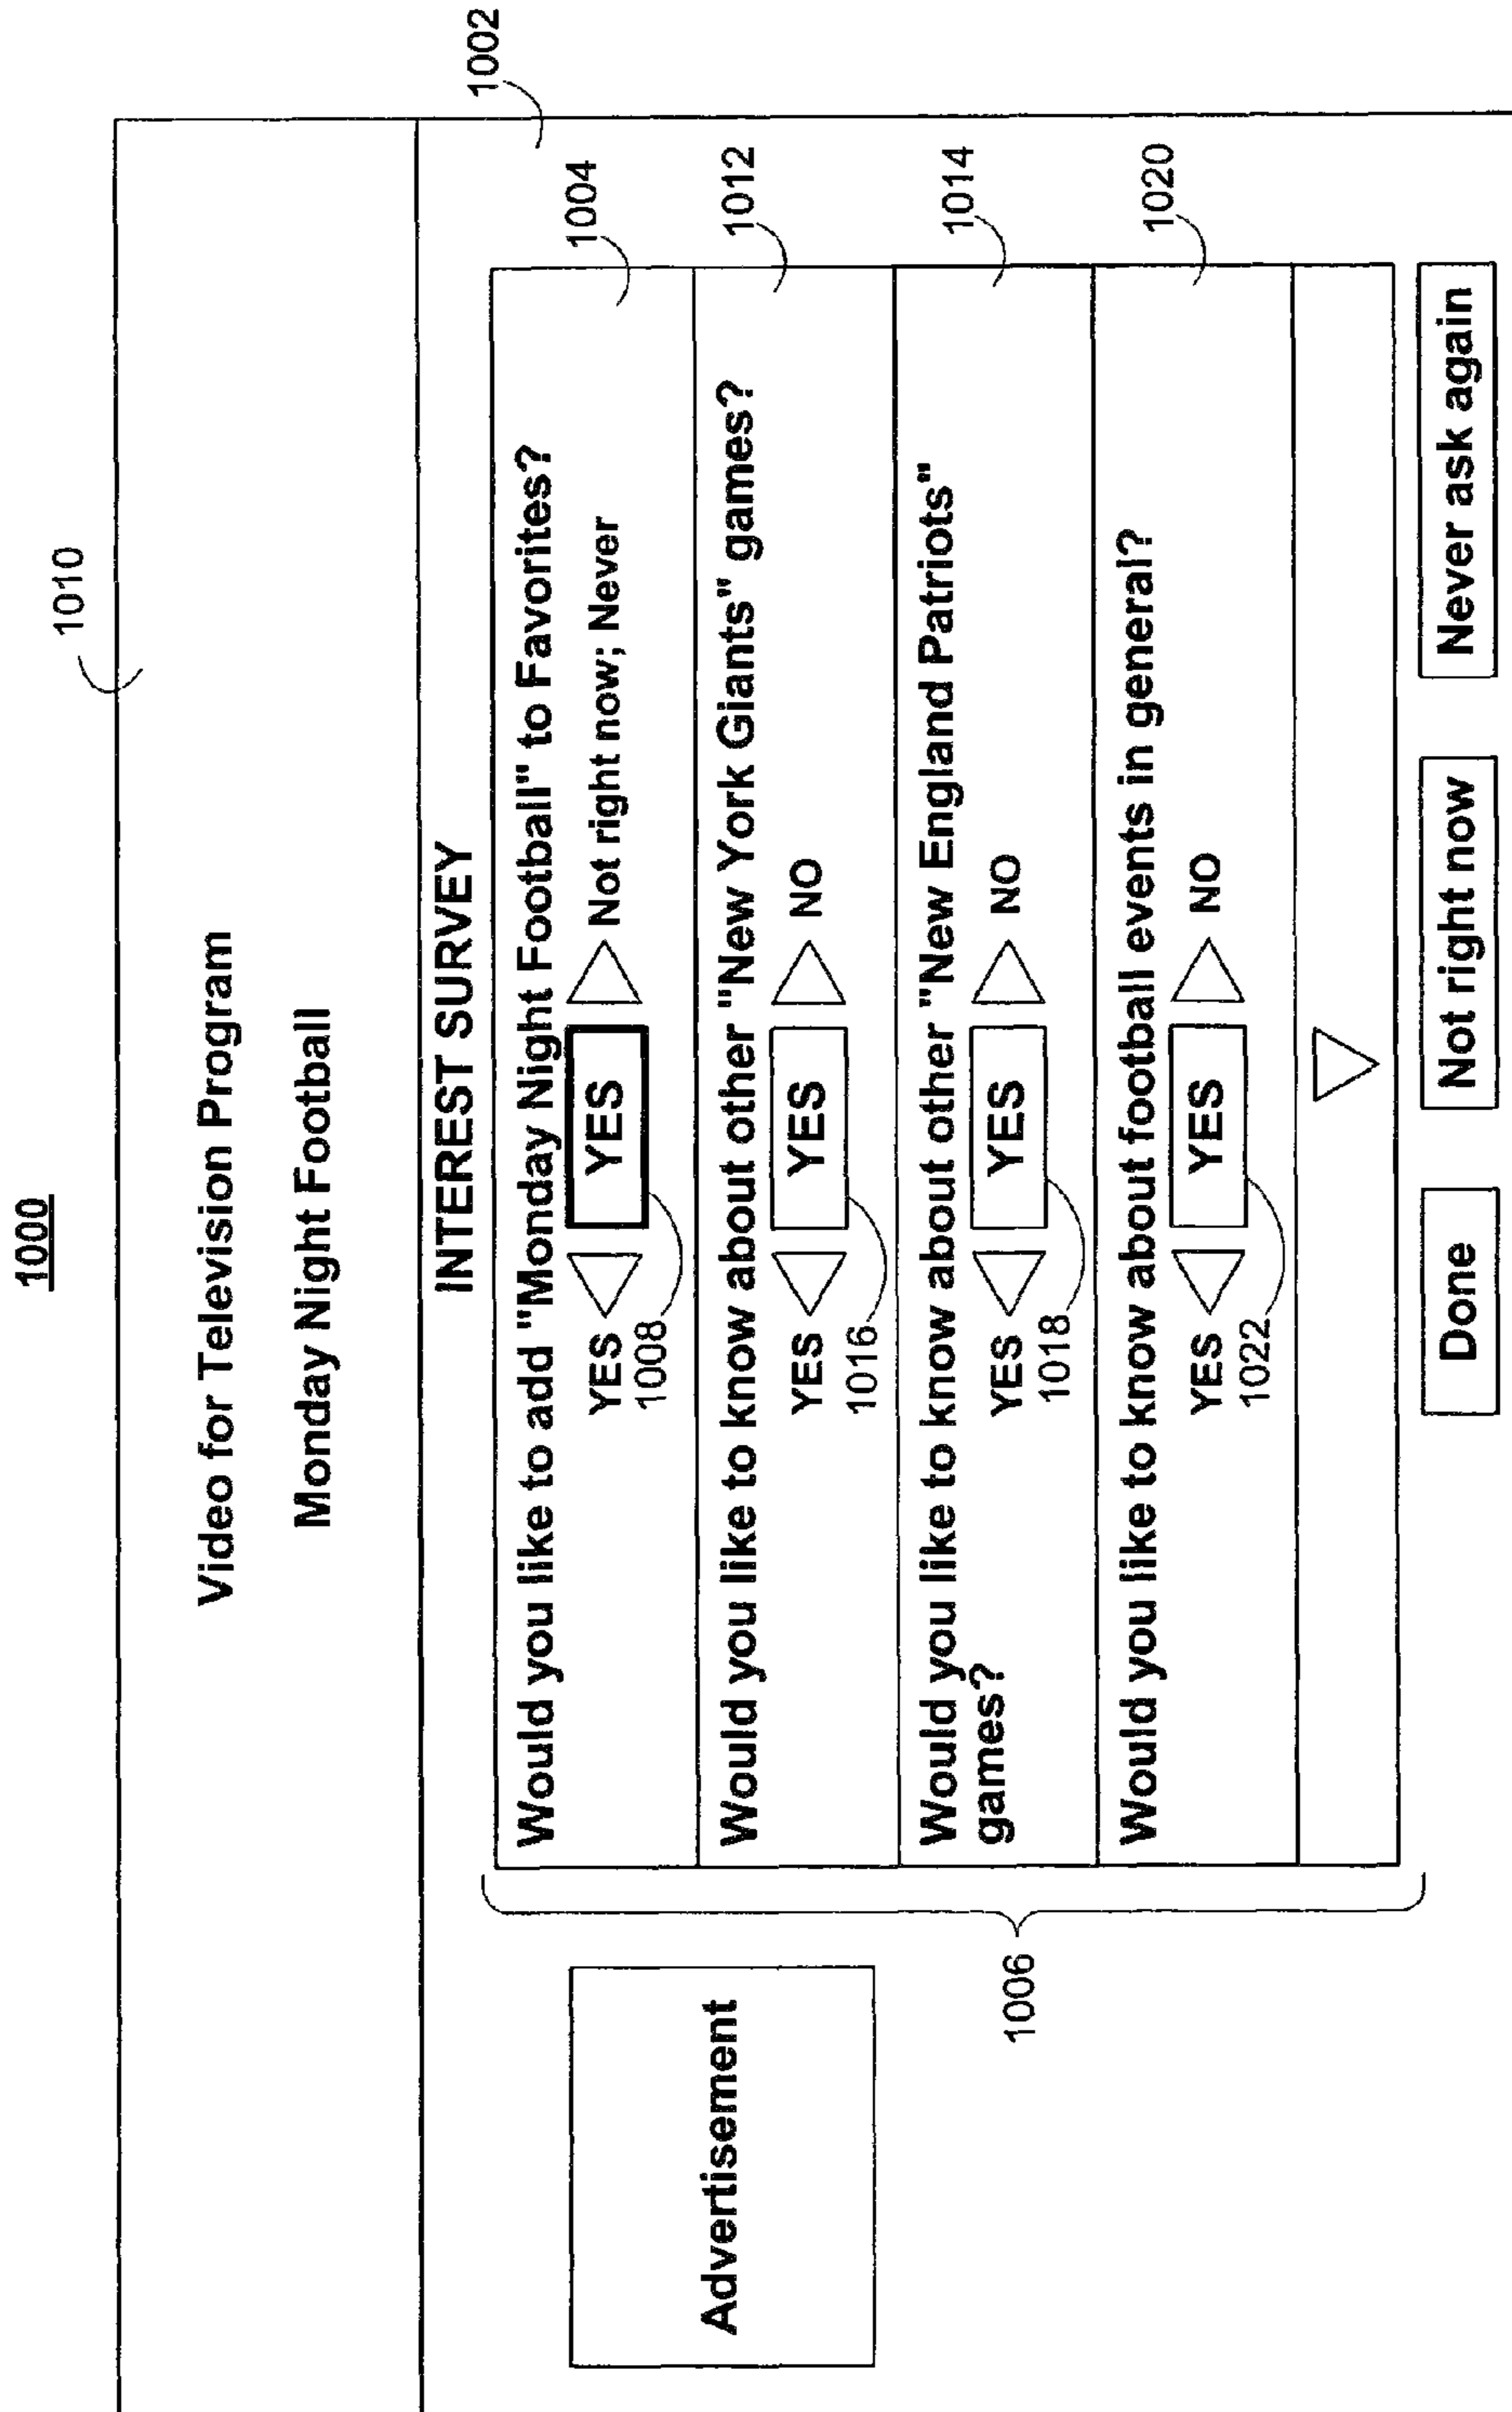 1000
1010
Video for Television Program
Monday Night Football
1002
INTEREST SURVEY
Advertisement
1006
Would you like to add "Monday Night Football" to Favorites?
1004
YES YES Not right now; Never
1008
Would you like to know about other "New York Giants" games?
1012
YES YES NO
1016
Would you like to know about other "New England Patriots"
games?
1014
YES YES NO
1018
Would you like to know about football events in general?
1020
YES YES NO
1022
Done Not right now Never ask again